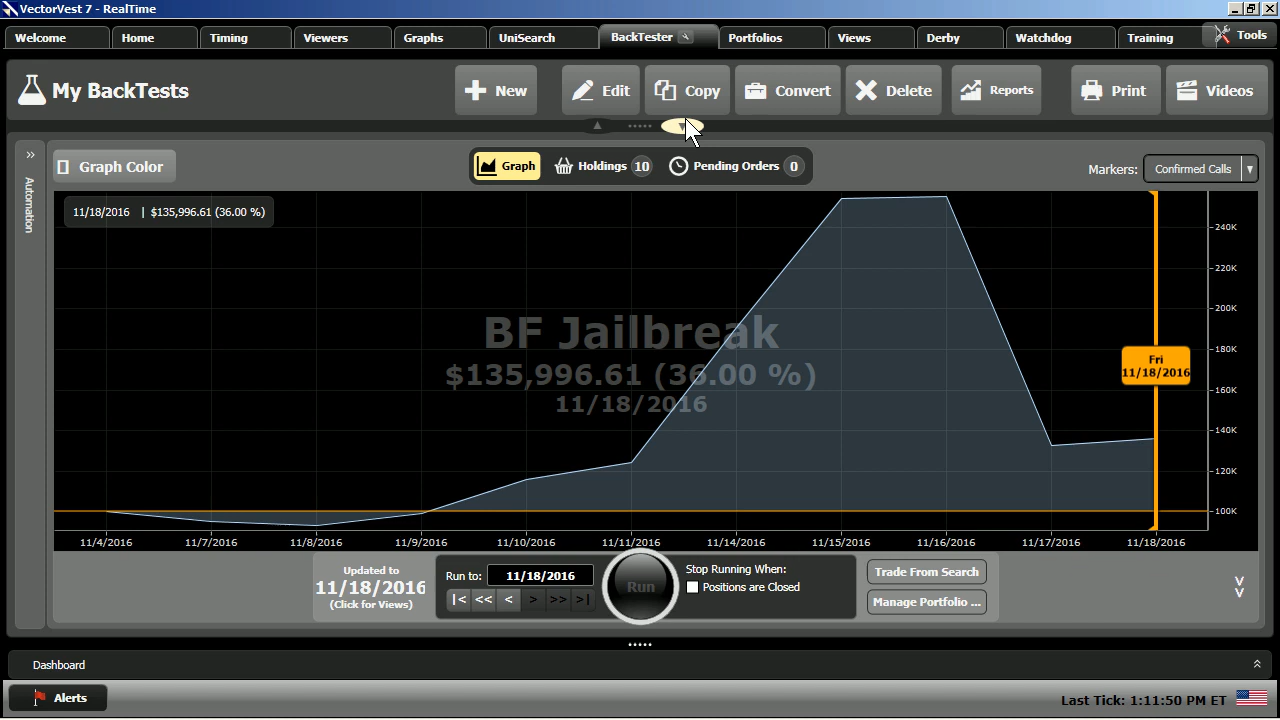 VectorVest 7 - RealTime
Welcome
Home
Timing
Viewers
Graphs
UniSearch
BackTester
Portfolios
Views
Derby
Watchdog
Training
Tools
My BackTests
New
Edit
Copy
Convert
Delete
Reports
Print
Videos
Automation
Graph Color
Graph
Holdings 10
Pending Orders 0
Markers: Confirmed Calls
11/18/2016 | $135,996.61 (36.00 %)
BF Jailbreak
$135,996.61 (36.00 %)
11/18/2016
Fri
11/18/2016
240K
220K
200K
180K
160K
140K
120K
100K
11/4/2016
11/7/2016
11/8/2016
11/9/2016
11/10/2016
11/11/2016
11/14/2016
11/15/2016
11/16/2016
11/17/2016
11/18/2016
Updated to
11/18/2016
(Click for Views)
Run to: 11/18/2016
|< << < > >> >|
Run
Stop Running When:
Positions are Closed
Trade From Search
Manage Portfolio ...
Dashboard
Alerts
Last Tick: 1:11:50 PM ET